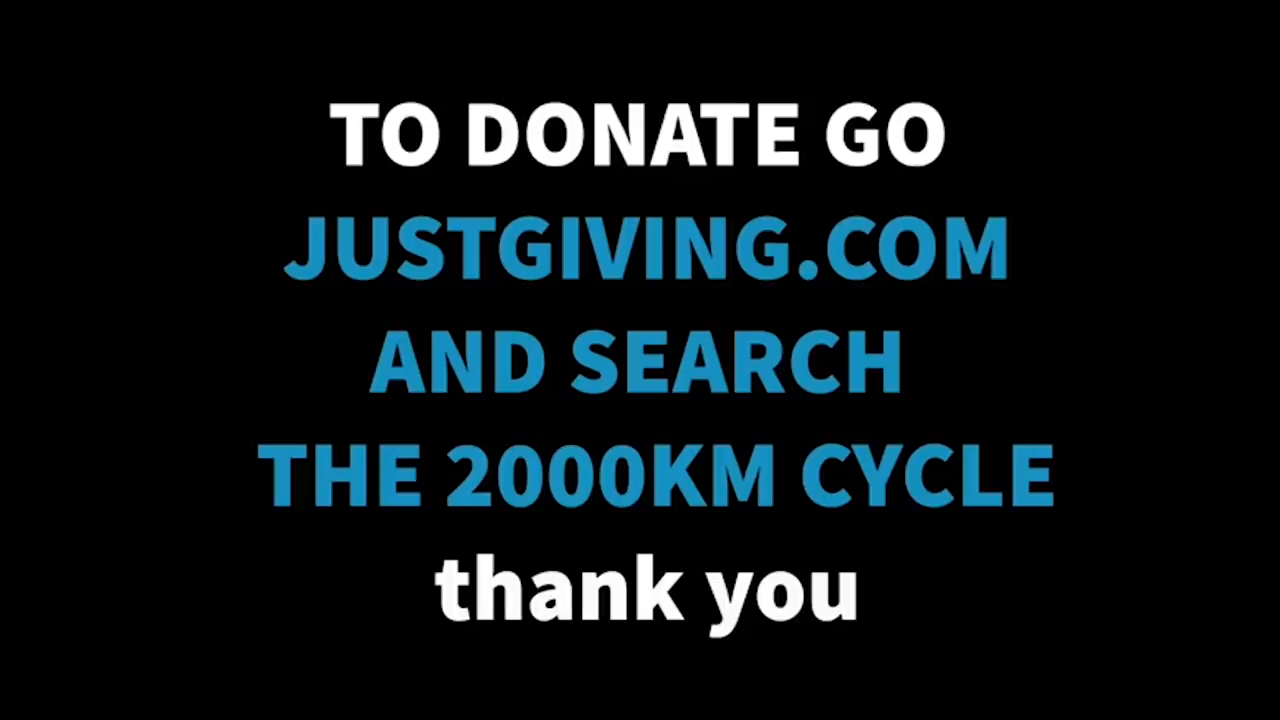 TO DONATE GO
JUSTGIVING.COM
AND SEARCH
THE 2000KM CYCLE
thank you